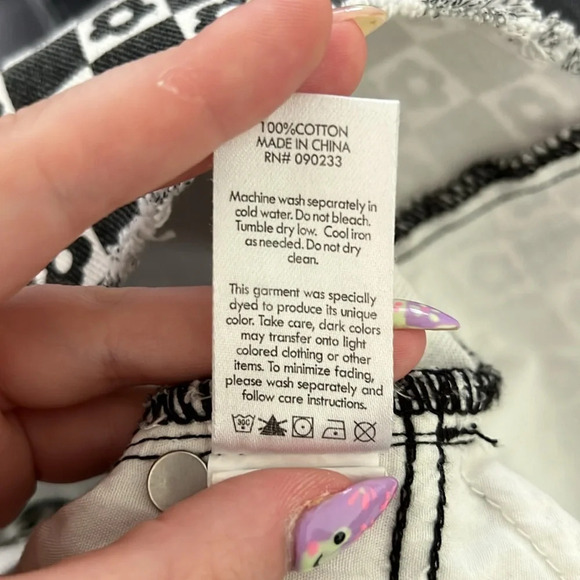 100%COTTON
MADE IN CHINA
RN# 090233
Machine wash separately in
cold water. Do not bleach.
Tumble dry low. Cool iron
as needed. Do not dry
clean.
This garment was specially
dyed to produce its unique
color. Take care, dark colors
may transfer onto light
colored clothing or other
items. To minimize fading,
please wash separately and
follow care instructions.
30C